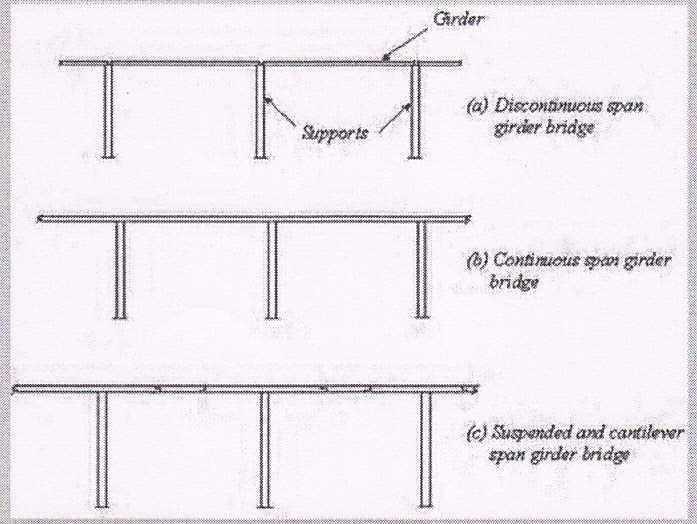 Girder
(a) Discontinuous span
girder bridge
Supports
(b) Continuous span girder
bridge
(c) Suspended and cantilever
span girder bridge